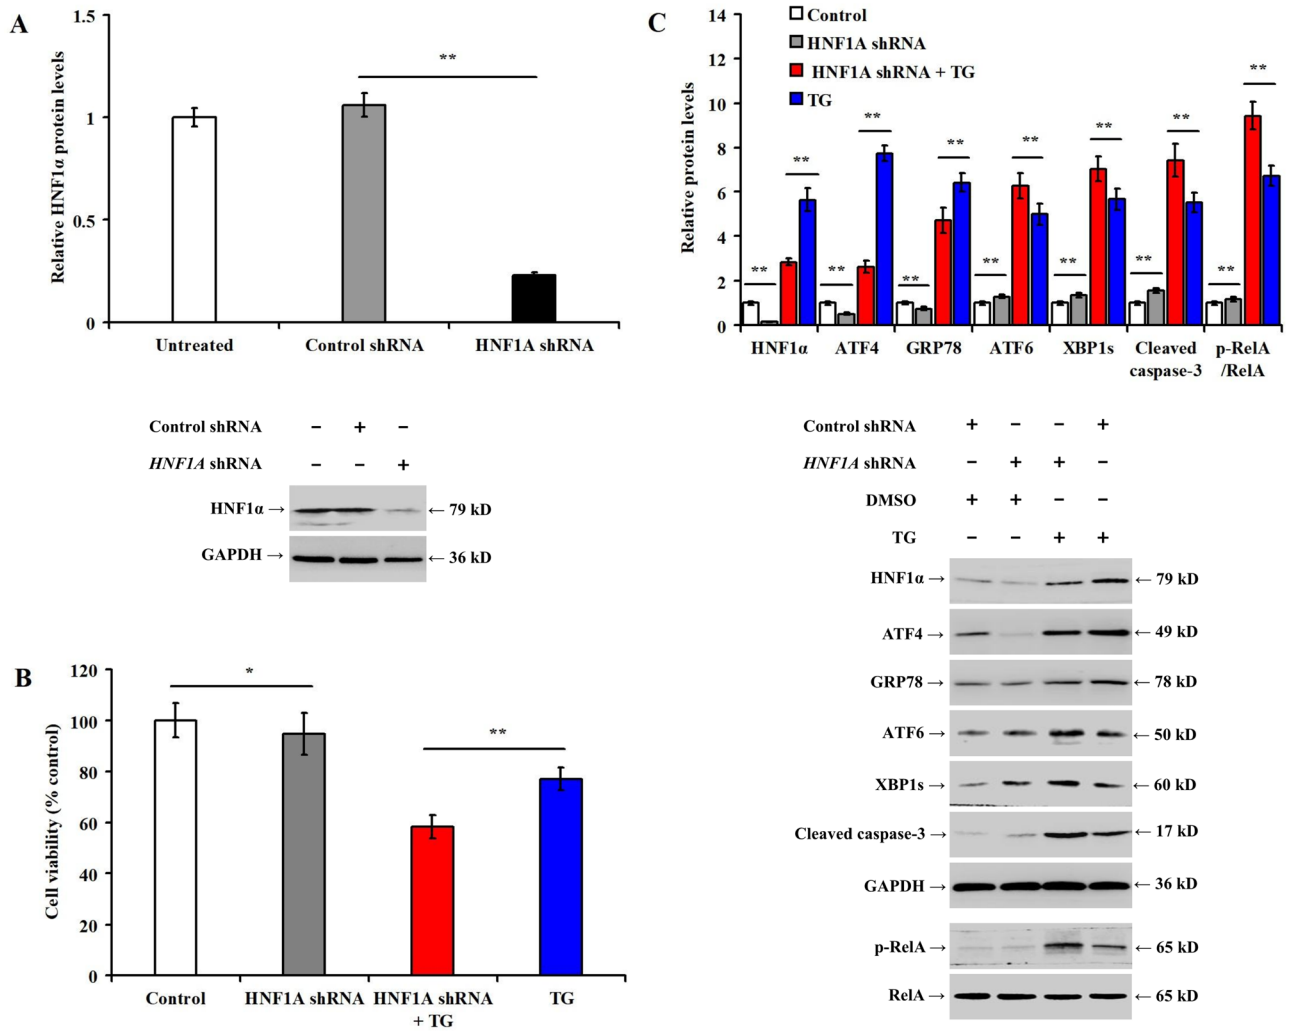 A
Relative HNF1α protein levels
1.5
1
0.5
0
**
Untreated Control shRNA HNF1A shRNA
Control shRNA − + −
HNF1A shRNA − − +
HNF1α → ← 79 kD
GAPDH → ← 36 kD
B
Cell viability (% control)
120
100
80
60
40
20
0
*
**
Control HNF1A shRNA HNF1A shRNA + TG TG
C
Relative protein levels
14
12
10
8
6
4
2
0
Control
HNF1A shRNA
HNF1A shRNA + TG
TG
** ** ** ** ** ** ** ** ** ** ** ** ** **
HNF1α ATF4 GRP78 ATF6 XBP1s Cleaved caspase-3 p-RelA /RelA
Control shRNA + − − +
HNF1A shRNA − + + −
DMSO + + − −
TG − − + +
HNF1α → ← 79 kD
ATF4 → ← 49 kD
GRP78 → ← 78 kD
ATF6 → ← 50 kD
XBP1s → ← 60 kD
Cleaved caspase-3 → ← 17 kD
GAPDH → ← 36 kD
p-RelA → ← 65 kD
RelA → ← 65 kD